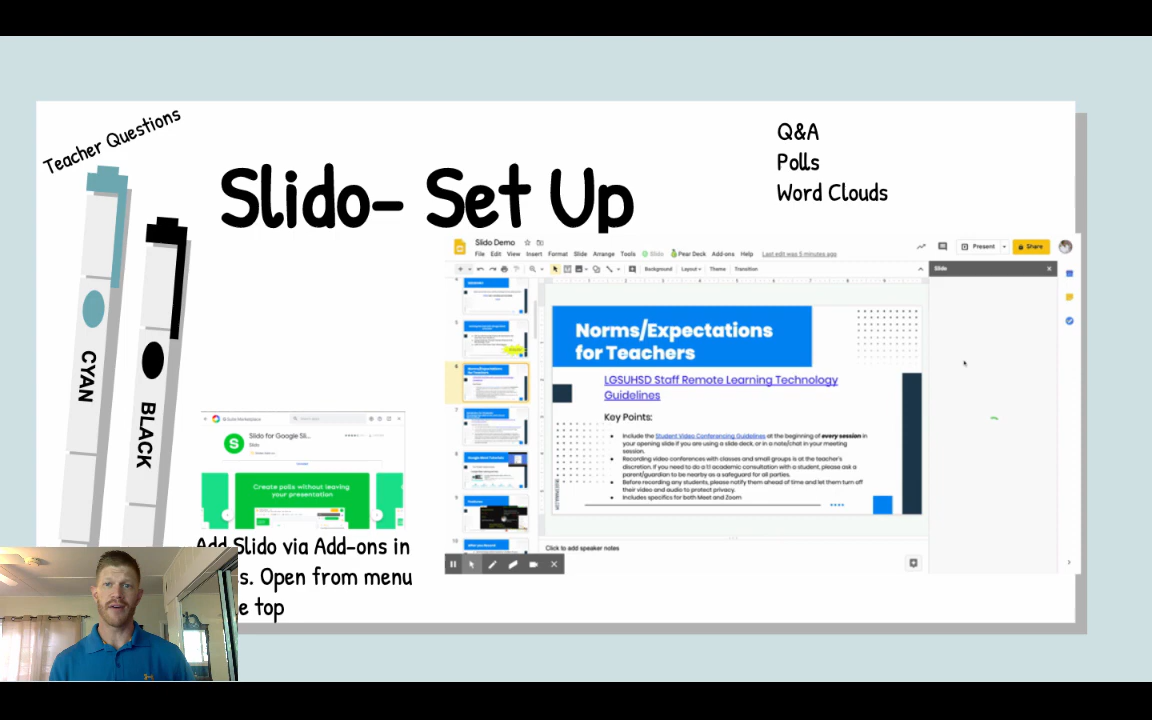 Teacher Questions
Slido- Set Up
Q&A
Polls
Word Clouds
CYAN
BLACK
Slido for Google Sli...
Slido
Create polls without leaving
your presentation
Add Slido via Add-ons in
s. Open from menu
e top
Slido Demo
File Edit View Insert Format Slide Arrange Tools Slido Pear Deck Add-ons Help Last edit was 5 minutes ago
Present
Share
Background Layout Theme Transition
Slido
Norms/Expectations
for Teachers
LGSUHSD Staff Remote Learning Technology
Guidelines
Key Points:
Include the Student Video Conferencing Guidelines at the beginning of every session in
your opening slide if you are using a slide deck, or in a note/chat in your meeting
session.
Recording video conferences with classes and small groups is at the teacher's
discretion. If you need to do a 1:1 academic consultation with a student, please ask a
parent/guardian to be nearby as a safeguard for all parties.
Before recording any students, please notify them ahead of time and let them turn off
their video and audio to protect privacy.
Includes specifics for both Meet and Zoom
Click to add speaker notes